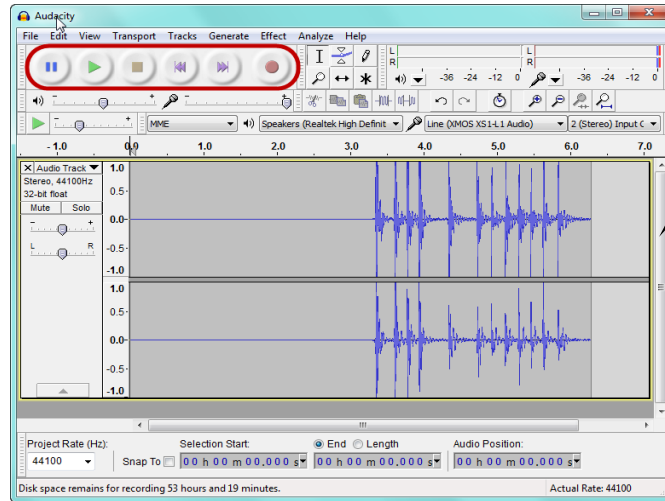 Audacity
File Edit View Transport Tracks Generate Effect Analyze Help
L L
R R
-36 -24 -12 0 -36 -24 -12 0
MME Speakers (Realtek High Definit Line (XMOS XS1-L1 Audio) 2 (Stereo) Input C
-1.0 0.0 1.0 2.0 3.0 4.0 5.0 6.0 7.0
X Audio Track
Stereo, 44100Hz
32-bit float
Mute Solo
- +
L R
1.0
0.5
0.0
-0.5
-1.0
1.0
0.5
0.0
-0.5
-1.0
Project Rate (Hz): Selection Start: End Length Audio Position:
44100 Snap To 00 h 00 m 00,000 s 00 h 00 m 00,000 s 00 h 00 m 00,000 s
Disk space remains for recording 53 hours and 19 minutes. Actual Rate: 44100